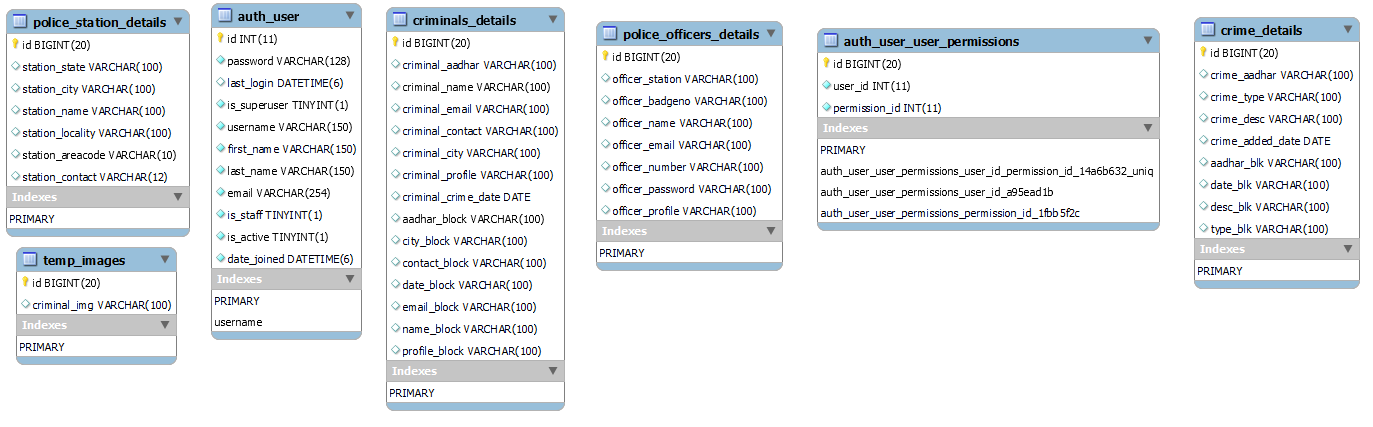 police_station_details
id BIGINT(20)
station_state VARCHAR(100)
station_city VARCHAR(100)
station_name VARCHAR(100)
station_locality VARCHAR(100)
station_areacode VARCHAR(10)
station_contact VARCHAR(12)
Indexes
PRIMARY
temp_images
id BIGINT(20)
criminal_img VARCHAR(100)
Indexes
PRIMARY
auth_user
id INT(11)
password VARCHAR(128)
last_login DATETIME(6)
is_superuser TINYINT(1)
username VARCHAR(150)
first_name VARCHAR(150)
last_name VARCHAR(150)
email VARCHAR(254)
is_staff TINYINT(1)
is_active TINYINT(1)
date_joined DATETIME(6)
Indexes
PRIMARY
username
criminals_details
id BIGINT(20)
criminal_aadhar VARCHAR(100)
criminal_name VARCHAR(100)
criminal_email VARCHAR(100)
criminal_contact VARCHAR(100)
criminal_city VARCHAR(100)
criminal_profile VARCHAR(100)
criminal_crime_date DATE
aadhar_block VARCHAR(100)
city_block VARCHAR(100)
contact_block VARCHAR(100)
date_block VARCHAR(100)
email_block VARCHAR(100)
name_block VARCHAR(100)
profile_block VARCHAR(100)
Indexes
PRIMARY
police_officers_details
id BIGINT(20)
officer_station VARCHAR(100)
officer_badgeno VARCHAR(100)
officer_name VARCHAR(100)
officer_email VARCHAR(100)
officer_number VARCHAR(100)
officer_password VARCHAR(100)
officer_profile VARCHAR(100)
Indexes
PRIMARY
auth_user_user_permissions
id BIGINT(20)
user_id INT(11)
permission_id INT(11)
Indexes
PRIMARY
auth_user_user_permissions_user_id_permission_id_14a6b632_uniq
auth_user_user_permissions_user_id_a95ead1b
auth_user_user_permissions_permission_id_1fbb5f2c
crime_details
id BIGINT(20)
crime_aadhar VARCHAR(100)
crime_type VARCHAR(100)
crime_desc VARCHAR(100)
crime_added_date DATE
aadhar_blk VARCHAR(100)
date_blk VARCHAR(100)
desc_blk VARCHAR(100)
type_blk VARCHAR(100)
Indexes
PRIMARY